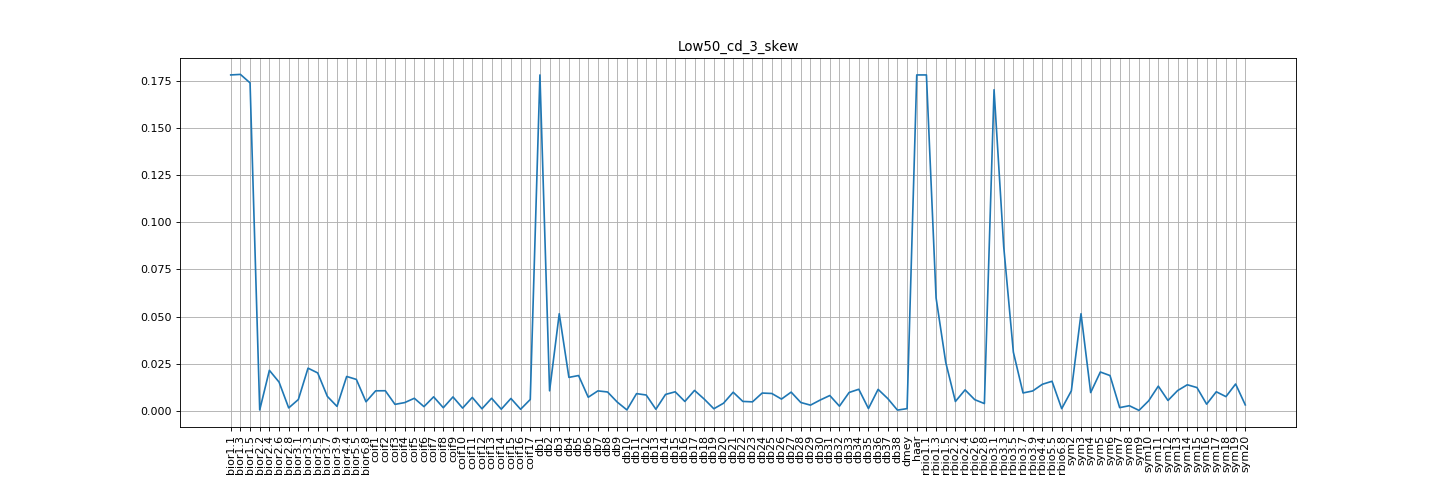 Low50_cd_3_skew
0.175
0.150
0.125
0.100
0.075
0.050
0.025
0.000
bior1.1
bior1.3
bior1.5
bior2.2
bior2.4
bior2.6
bior2.8
bior3.1
bior3.3
bior3.5
bior3.7
bior3.9
bior4.4
bior5.5
bior6.8
coif1
coif2
coif3
coif4
coif5
coif6
coif7
coif8
coif9
coif10
coif11
coif12
coif13
coif14
coif15
coif16
coif17
db1
db2
db3
db4
db5
db6
db7
db8
db9
db10
db11
db12
db13
db14
db15
db16
db17
db18
db19
db20
db21
db22
db23
db24
db25
db26
db27
db28
db29
db30
db31
db32
db33
db34
db35
db36
db37
db38
dmey
haar
rbio1.1
rbio1.3
rbio1.5
rbio2.2
rbio2.4
rbio2.6
rbio2.8
rbio3.1
rbio3.3
rbio3.5
rbio3.7
rbio3.9
rbio4.4
rbio5.5
rbio6.8
sym2
sym3
sym4
sym5
sym6
sym7
sym8
sym9
sym10
sym11
sym12
sym13
sym14
sym15
sym16
sym17
sym18
sym19
sym20